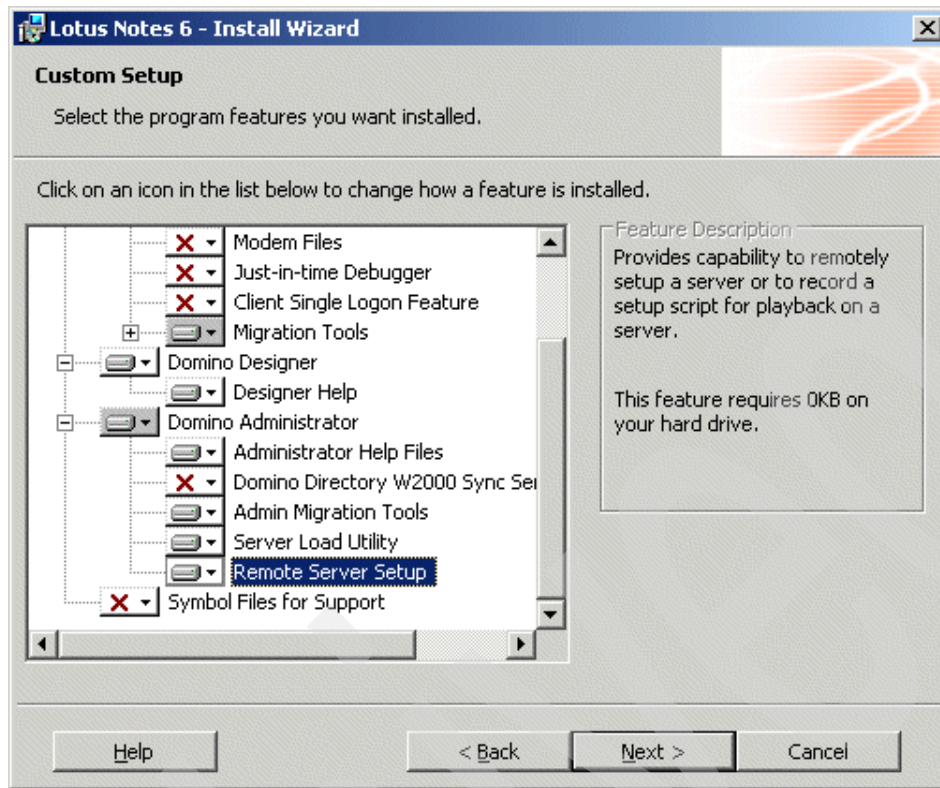 Lotus Notes 6 - Install Wizard
Custom Setup
Select the program features you want installed.
Click on an icon in the list below to change how a feature is installed.
Modem Files
Just-in-time Debugger
Client Single Logon Feature
Migration Tools
Domino Designer
Designer Help
Domino Administrator
Administrator Help Files
Domino Directory W2000 Sync Ser
Admin Migration Tools
Server Load Utility
Remote Server Setup
Symbol Files for Support
Feature Description
Provides capability to remotely
setup a server or to record a
setup script for playback on a
server.
This feature requires 0KB on
your hard drive.
Help
< Back
Next >
Cancel